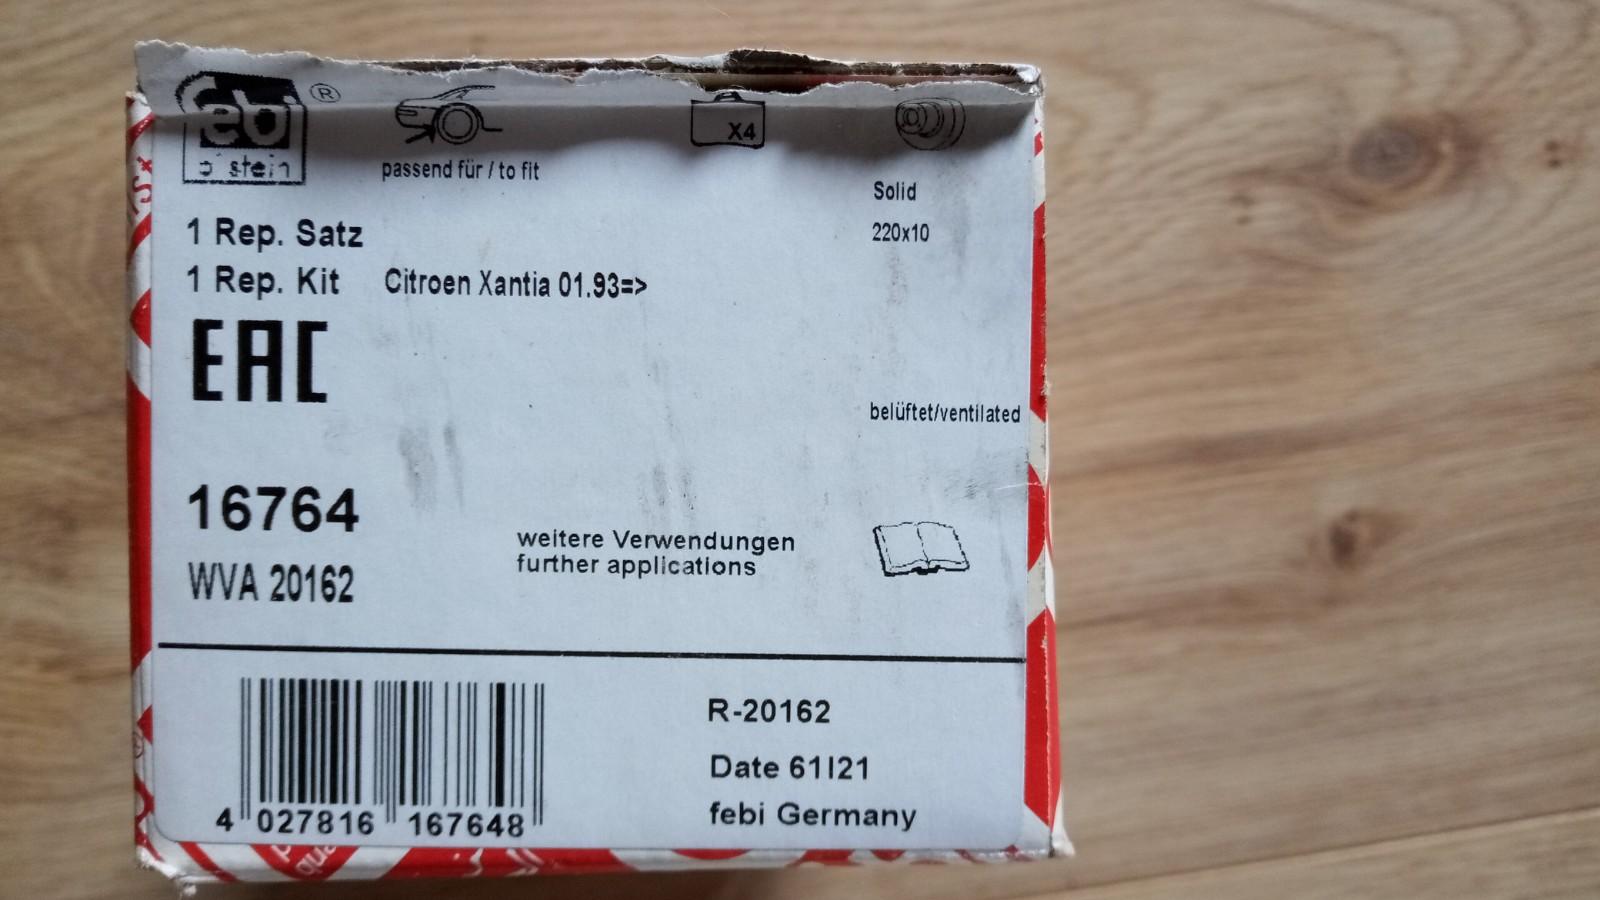 febi
®
bilstein
passend für / to fit
X4
Solid
220x10
1 Rep. Satz
1 Rep. Kit
Citroen Xantia 01.93=>
EAC
belüftet/ventilated
16764
WVA 20162
weitere Verwendungen
further applications
R-20162
Date 61I21
febi Germany
4 027816 167648